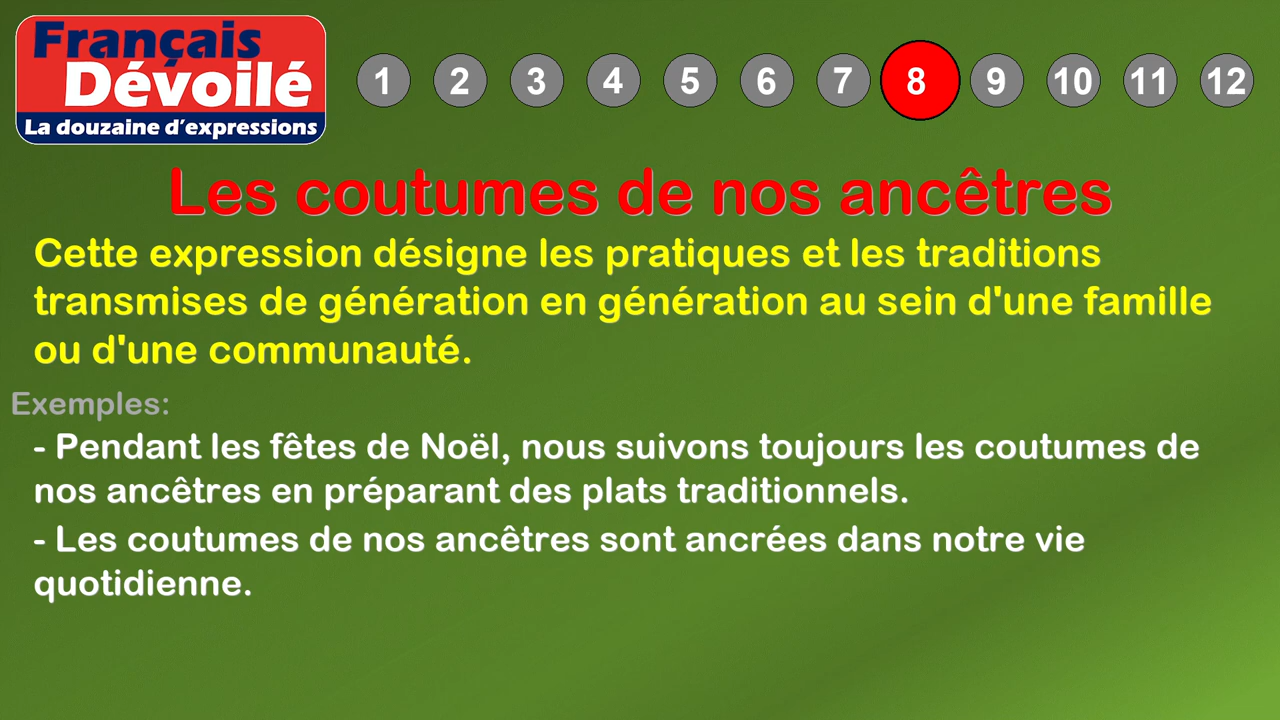 Français
Dévoilé
La douzaine d'expressions
1 2 3 4 5 6 7 8 9 10 11 12
Les coutumes de nos ancêtres
Cette expression désigne les pratiques et les traditions
transmises de génération en génération au sein d'une famille
ou d'une communauté.
Exemples:
- Pendant les fêtes de Noël, nous suivons toujours les coutumes de
nos ancêtres en préparant des plats traditionnels.
- Les coutumes de nos ancêtres sont ancrées dans notre vie
quotidienne.